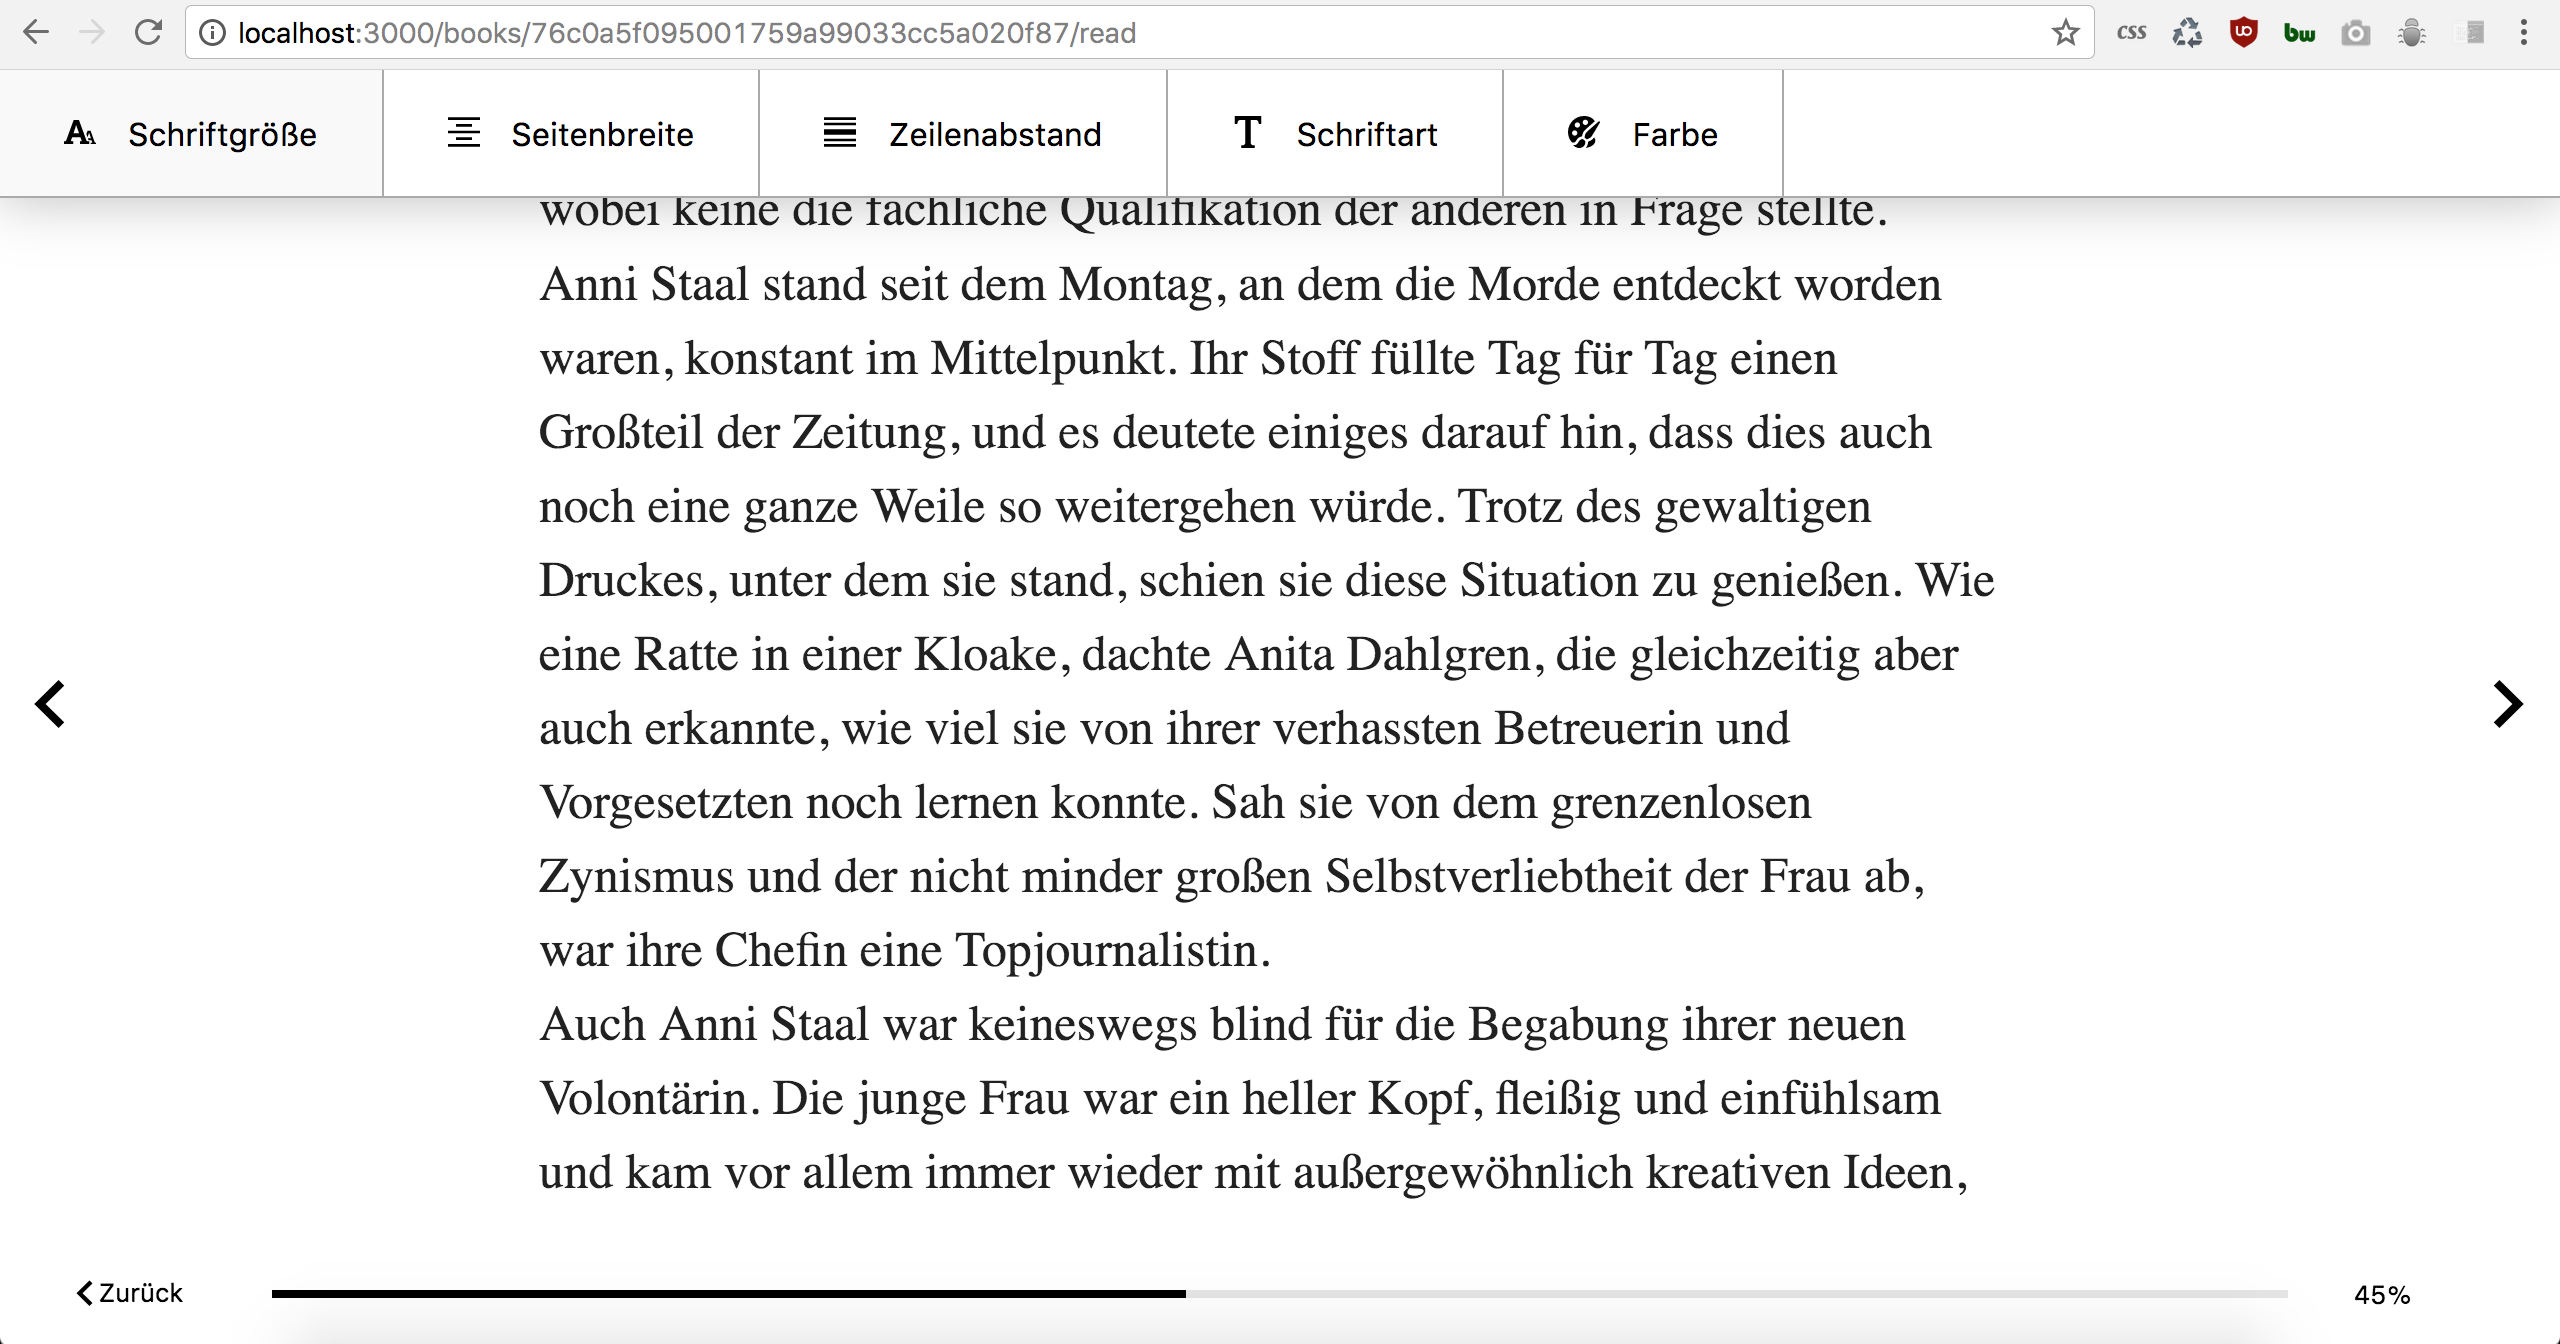 localhost:3000/books/76c0a5f095001759a99033cc5a020f87/read
css
UO
bw
Schriftgröße
Seitenbreite
Zeilenabstand
Schriftart
Farbe
wobei keine die fachliche Qualifikation der anderen in Frage stellte.
Anni Staal stand seit dem Montag, an dem die Morde entdeckt worden
waren, konstant im Mittelpunkt. Ihr Stoff füllte Tag für Tag einen
Großteil der Zeitung, und es deutete einiges darauf hin, dass dies auch
noch eine ganze Weile so weitergehen würde. Trotz des gewaltigen
Druckes, unter dem sie stand, schien sie diese Situation zu genießen. Wie
eine Ratte in einer Kloake, dachte Anita Dahlgren, die gleichzeitig aber
auch erkannte, wie viel sie von ihrer verhassten Betreuerin und
Vorgesetzten noch lernen konnte. Sah sie von dem grenzenlosen
Zynismus und der nicht minder großen Selbstverliebtheit der Frau ab,
war ihre Chefin eine Topjournalistin.
Auch Anni Staal war keineswegs blind für die Begabung ihrer neuen
Volontärin. Die junge Frau war ein heller Kopf, fleißig und einfühlsam
und kam vor allem immer wieder mit außergewöhnlich kreativen Ideen,
Zurück
45%